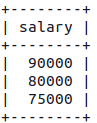 +--------+
| salary |
+--------+
|  90000 |
|  80000 |
|  75000 |
+--------+